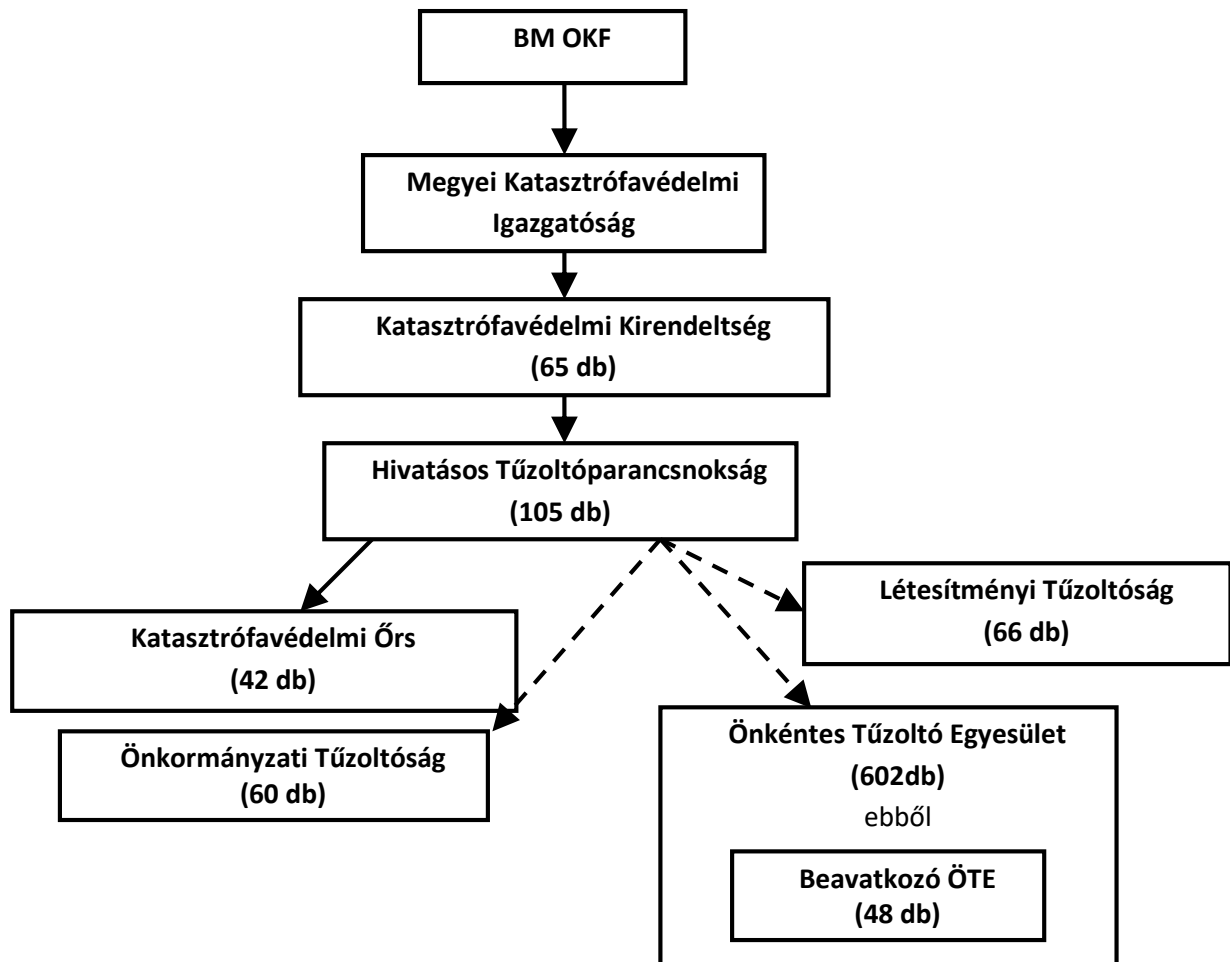 BM OKF
Megyei Katasztrófavédelmi
Igazgatóság
Katasztrófavédelmi Kirendeltség
(65 db)
Hivatásos Tűzoltóparancsnokság
(105 db)
Létesítményi Tűzoltóság
(66 db)
Katasztrófavédelmi Őrs
(42 db)
Önkormányzati Tűzoltóság
(60 db)
Önkéntes Tűzoltó Egyesület
(602db)
ebből
Beavatkozó ÖTE
(48 db)